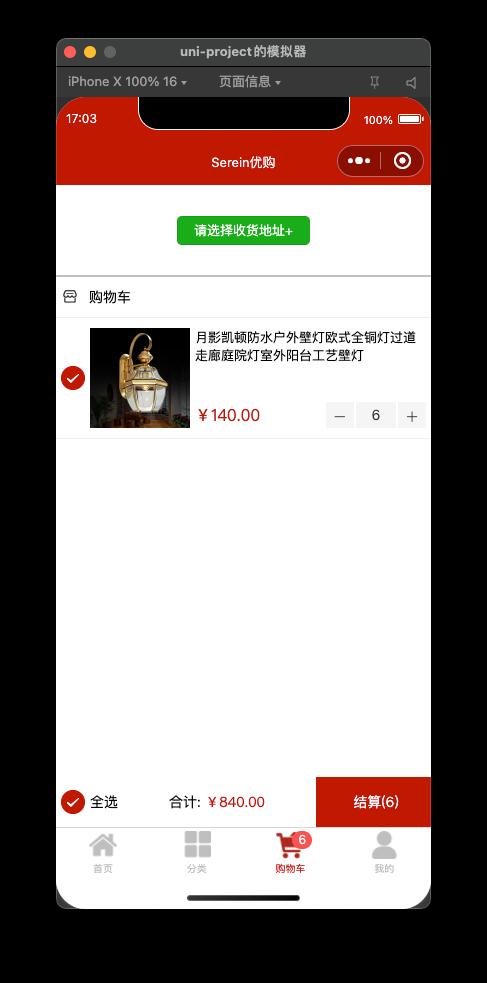 uni-project的模拟器
iPhone X 100% 16
页面信息
17:03
100%
Serein优购
请选择收货地址+
购物车
月影凯顿防水户外壁灯欧式全铜灯过道
走廊庭院灯室外阳台工艺壁灯
￥140.00
6
全选
合计: ￥840.00
结算(6)
6
首页
分类
购物车
我的